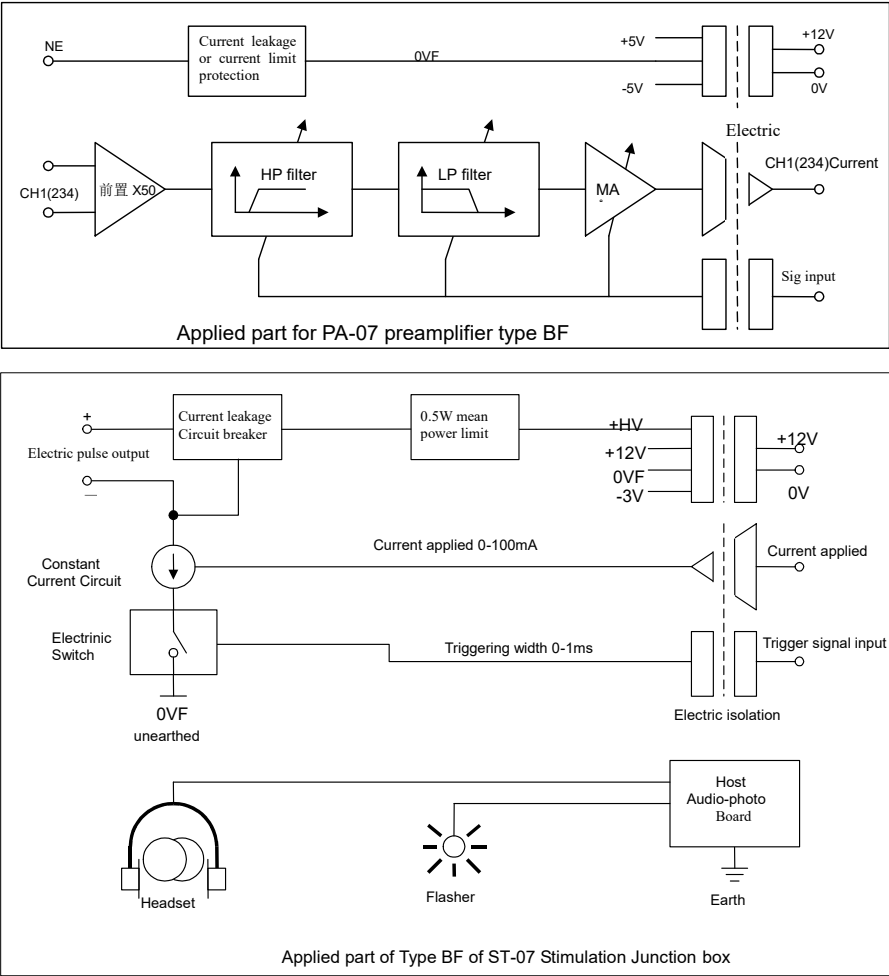 NE
Current leakage
or current limit
protection
0VF
+5V
-5V
+12V
0V
Electric
CH1(234)
前置 X50
HP filter
LP filter
MA
CH1(234)Current
Sig input
Applied part for PA-07 preamplifier type BF
+
Electric pulse output
—
Current leakage
Circuit breaker
0.5W mean
power limit
+HV
+12V
0VF
-3V
+12V
0V
Constant
Current Circuit
Current applied 0-100mA
Current applied
Electrinic
Switch
Triggering width 0-1ms
Trigger signal input
0VF
unearthed
Electric isolation
Host
Audio-photo
Board
Headset
Flasher
Earth
Applied part of Type BF of ST-07 Stimulation Junction box